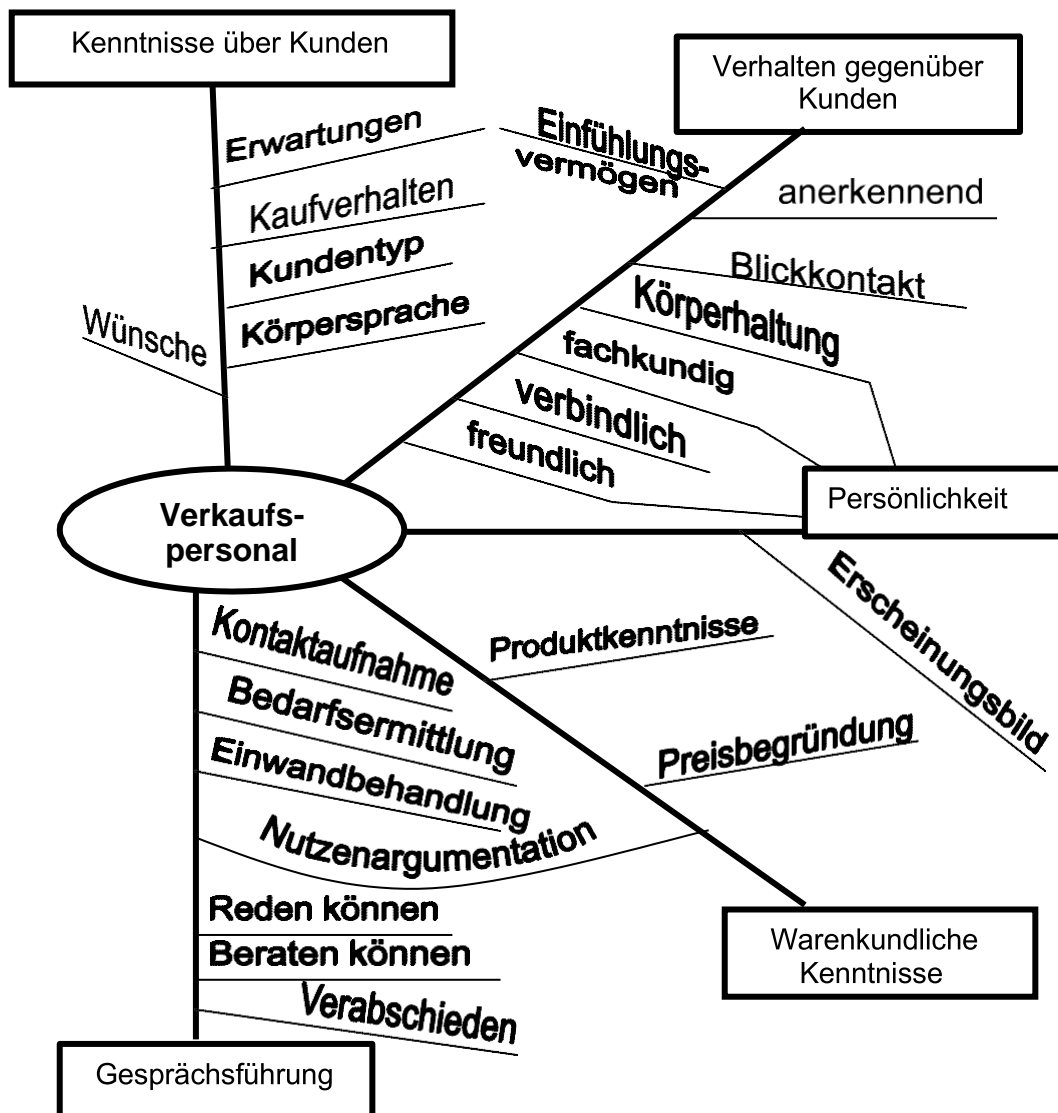 Kenntnisse über Kunden
Verhalten gegenüber
Kunden
Erwartungen
Einfühlungs-
vermögen
Kaufverhalten
anerkennend
Kundentyp
Blickkontakt
Körpersprache
Körperhaltung
Wünsche
fachkundig
verbindlich
freundlich
Persönlichkeit
Verkaufs-
personal
Erscheinungsbild
Kontaktaufnahme
Produktkenntnisse
Bedarfsermittlung
Preisbegründung
Einwandbehandlung
Nutzenargumentation
Reden können
Beraten können
Warenkundliche
Kenntnisse
Verabschieden
Gesprächsführung